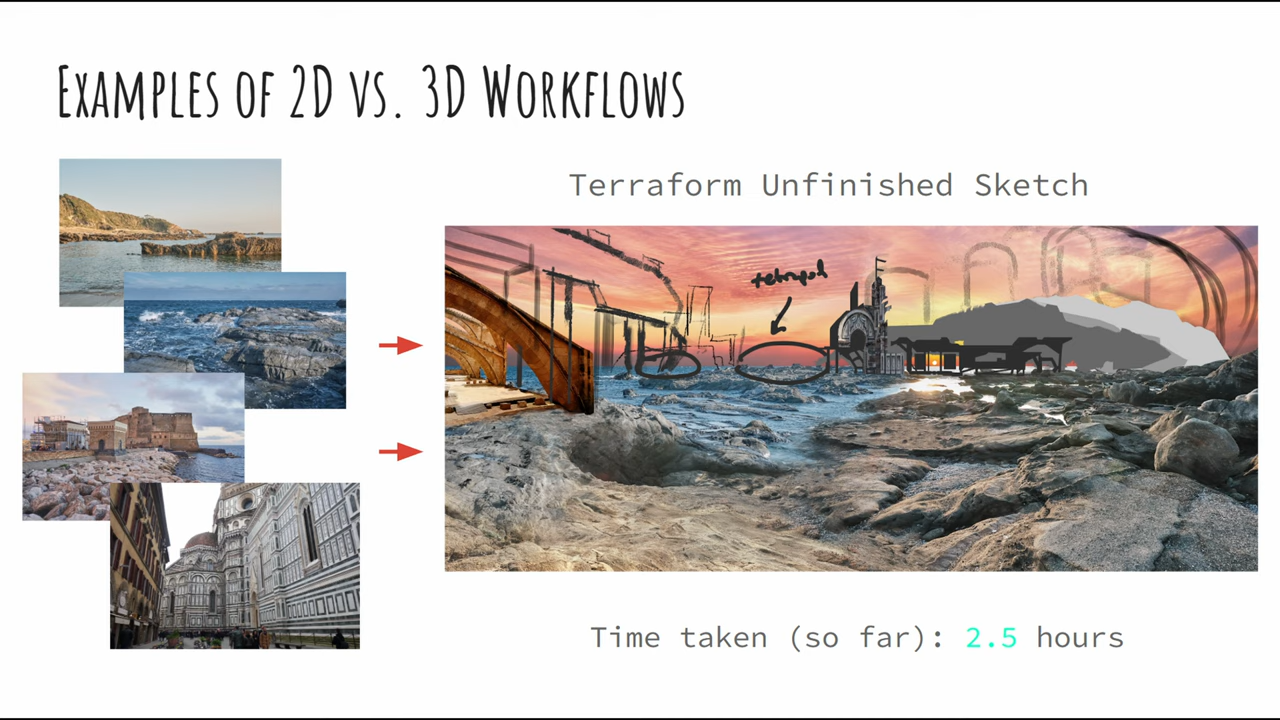 Examples of 2D vs. 3D Workflows
Terraform Unfinished Sketch
Time taken (so far): 2.5 hours